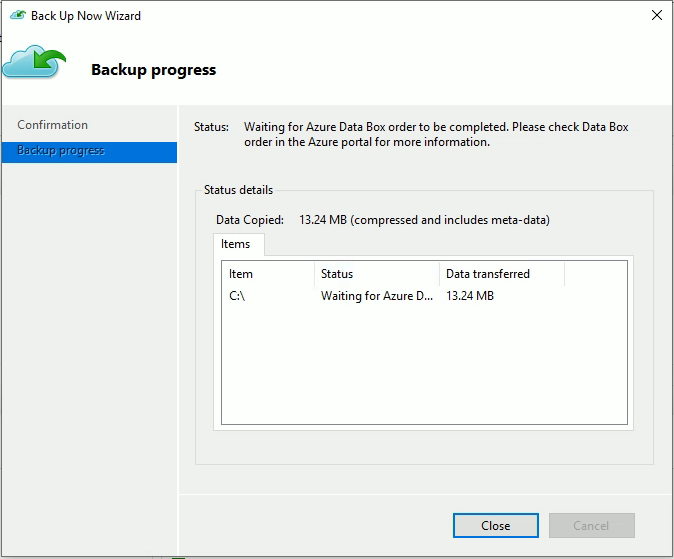 Back Up Now Wizard
Backup progress
Confirmation
Backup progress
Status: Waiting for Azure Data Box order to be completed. Please check Data Box
order in the Azure portal for more information.
Status details
Data Copied: 13.24 MB (compressed and includes meta-data)
Items
Item Status Data transferred
C:\ Waiting for Azure D... 13.24 MB
Close Cancel